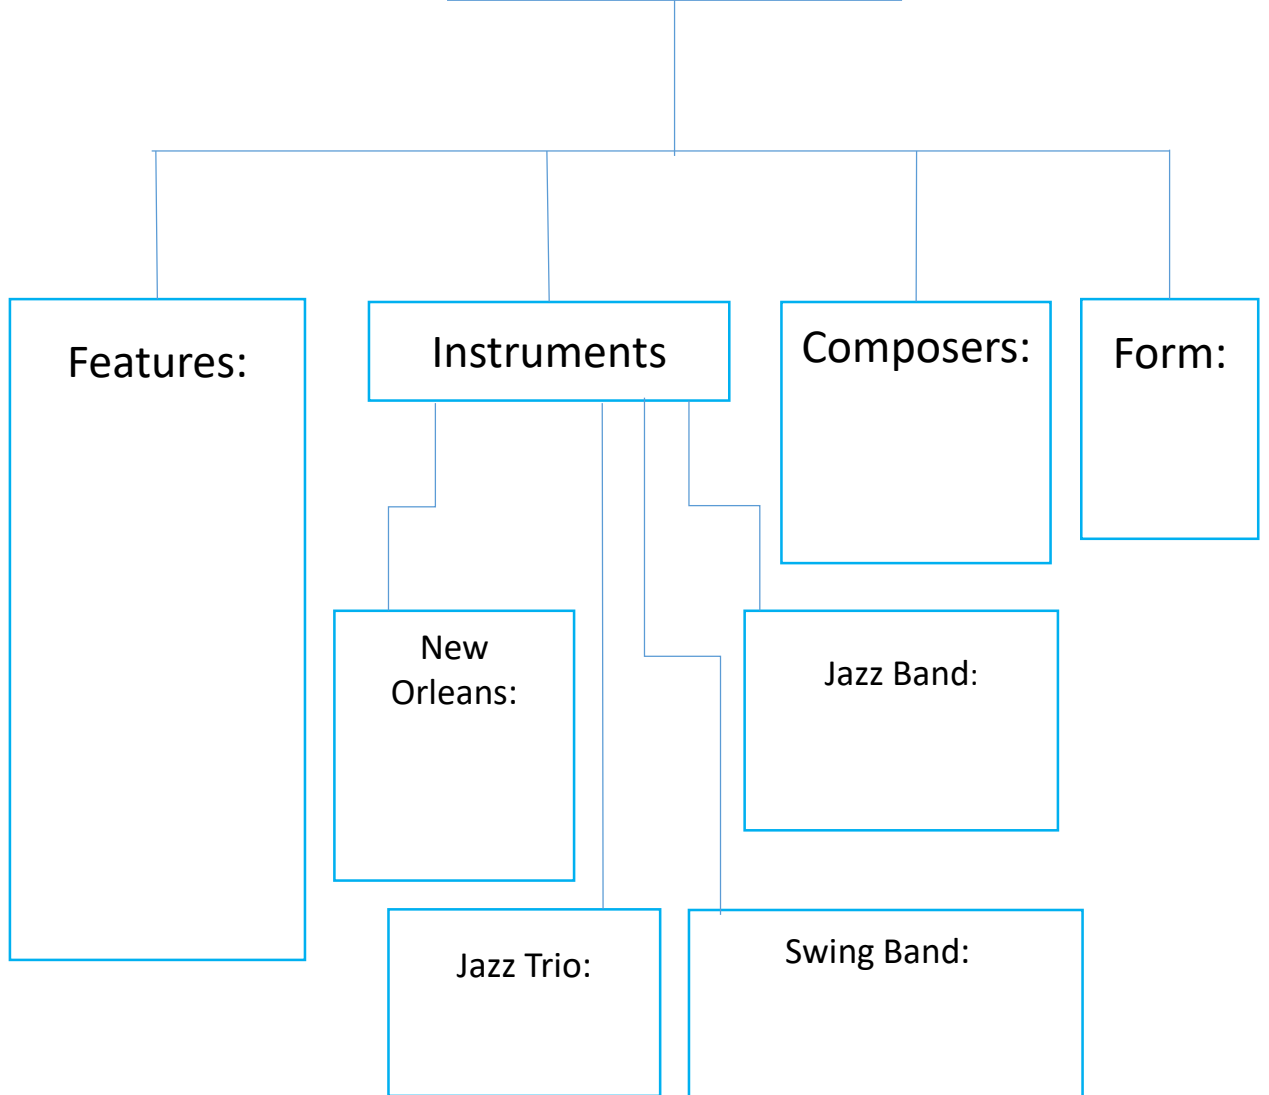 Features:
Instruments
Composers:
Form:
New
Orleans:
Jazz Band:
Jazz Trio:
Swing Band: